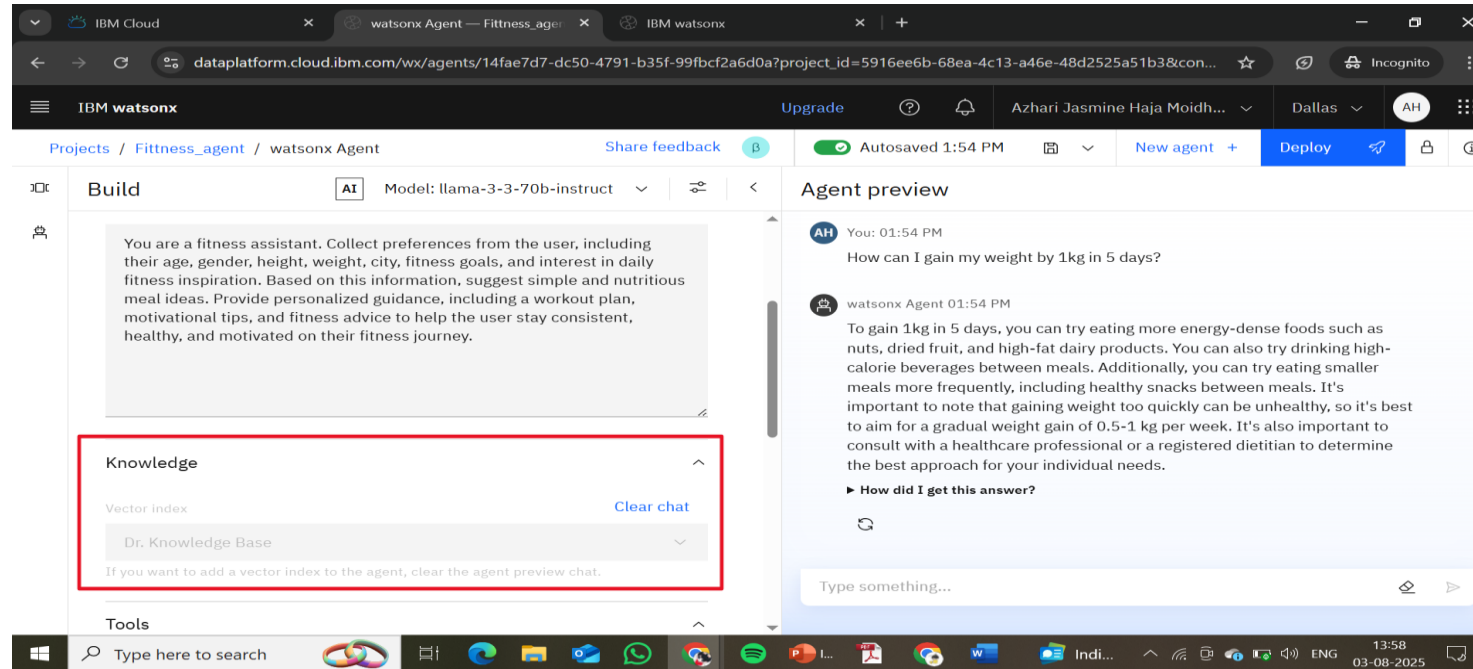 IBM Cloud
watsonx Agent — Fittness_agen
IBM watsonx
dataplatform.cloud.ibm.com/wx/agents/14fae7d7-dc50-4791-b35f-99fbcf2a6d0a?project_id=5916ee6b-68ea-4c13-a46e-48d2525a51b3&con...
Incognito
IBM watsonx
Upgrade
Azhari Jasmine Haja Moidh...
Dallas
AH
Projects / Fittness_agent / watsonx Agent
Share feedback
β
Autosaved 1:54 PM
New agent +
Deploy
Build
AI
Model: llama-3-3-70b-instruct
You are a fitness assistant. Collect preferences from the user, including
their age, gender, height, weight, city, fitness goals, and interest in daily
fitness inspiration. Based on this information, suggest simple and nutritious
meal ideas. Provide personalized guidance, including a workout plan,
motivational tips, and fitness advice to help the user stay consistent,
healthy, and motivated on their fitness journey.
Knowledge
Vector index
Clear chat
Dr. Knowledge Base
If you want to add a vector index to the agent, clear the agent preview chat.
Tools
Agent preview
AH
You: 01:54 PM
How can I gain my weight by 1kg in 5 days?
watsonx Agent 01:54 PM
To gain 1kg in 5 days, you can try eating more energy-dense foods such as
nuts, dried fruit, and high-fat dairy products. You can also try drinking high-
calorie beverages between meals. Additionally, you can try eating smaller
meals more frequently, including healthy snacks between meals. It's
important to note that gaining weight too quickly can be unhealthy, so it's best
to aim for a gradual weight gain of 0.5-1 kg per week. It's also important to
consult with a healthcare professional or a registered dietitian to determine
the best approach for your individual needs.
How did I get this answer?
Type something...
Type here to search
I...
Indi...
ENG
13:58
03-08-2025